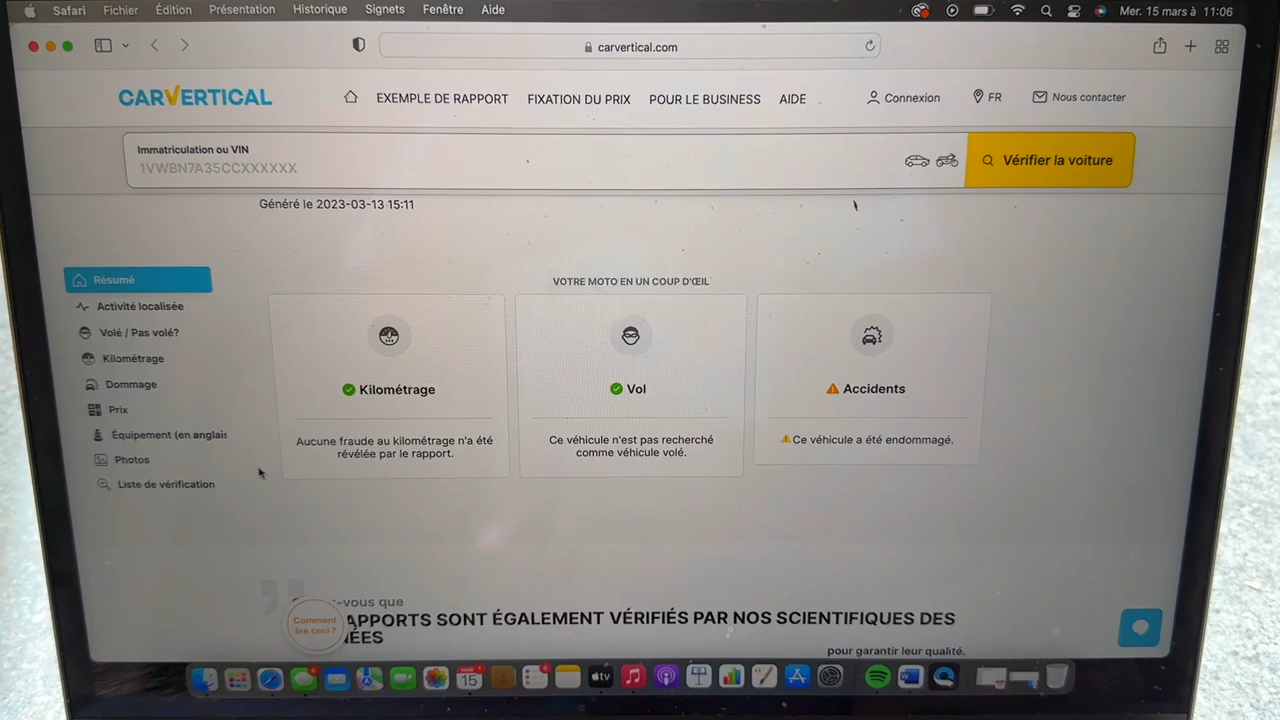 Safari Fichier Édition Présentation Historique Signets Fenêtre Aide Mer. 15 mars à 11:06
carvertical.com
CARVERTICAL EXEMPLE DE RAPPORT FIXATION DU PRIX POUR LE BUSINESS AIDE Connexion FR Nous contacter
Immatriculation ou VIN
1VWBN7A35CCXXXXXX
Vérifier la voiture
Généré le 2023-03-13 15:11
Résumé
Activité localisée
Volé / Pas volé?
Kilométrage
Dommage
Prix
Équipement (en anglais
Photos
Liste de vérification
VOTRE MOTO EN UN COUP D'ŒIL
Kilométrage
Aucune fraude au kilométrage n'a été
révélée par le rapport.
Vol
Ce véhicule n'est pas recherché
comme véhicule volé.
Accidents
Ce véhicule a été endommagé.
-vous que
APPORTS SONT ÉGALEMENT VÉRIFIÉS PAR NOS SCIENTIFIQUES DES
NÉES
pour garantir leur qualité.
Comment
lire ceci ?
MAR
15
tv